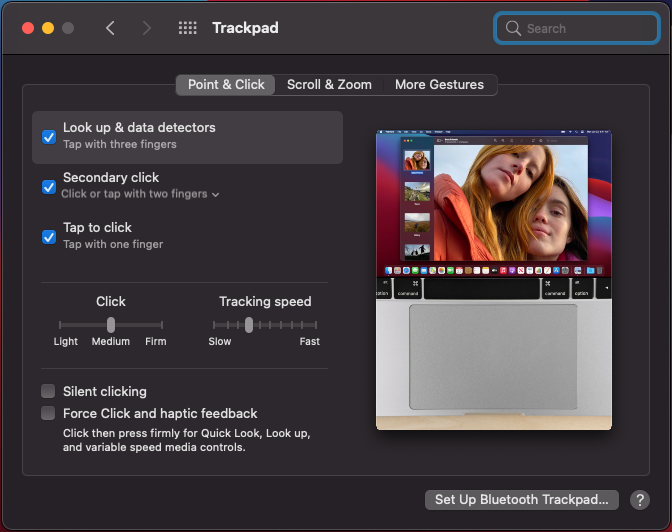 Trackpad
Search
Point & Click
Scroll & Zoom
More Gestures
Look up & data detectors
Tap with three fingers
Secondary click
Click or tap with two fingers
Tap to click
Tap with one finger
Click
Tracking speed
Light
Medium
Firm
Slow
Fast
Silent clicking
Force Click and haptic feedback
Click then press firmly for Quick Look, Look up,
and variable speed media controls.
alt
⌘
⌘
alt
option
command
command
option
Set Up Bluetooth Trackpad...
?